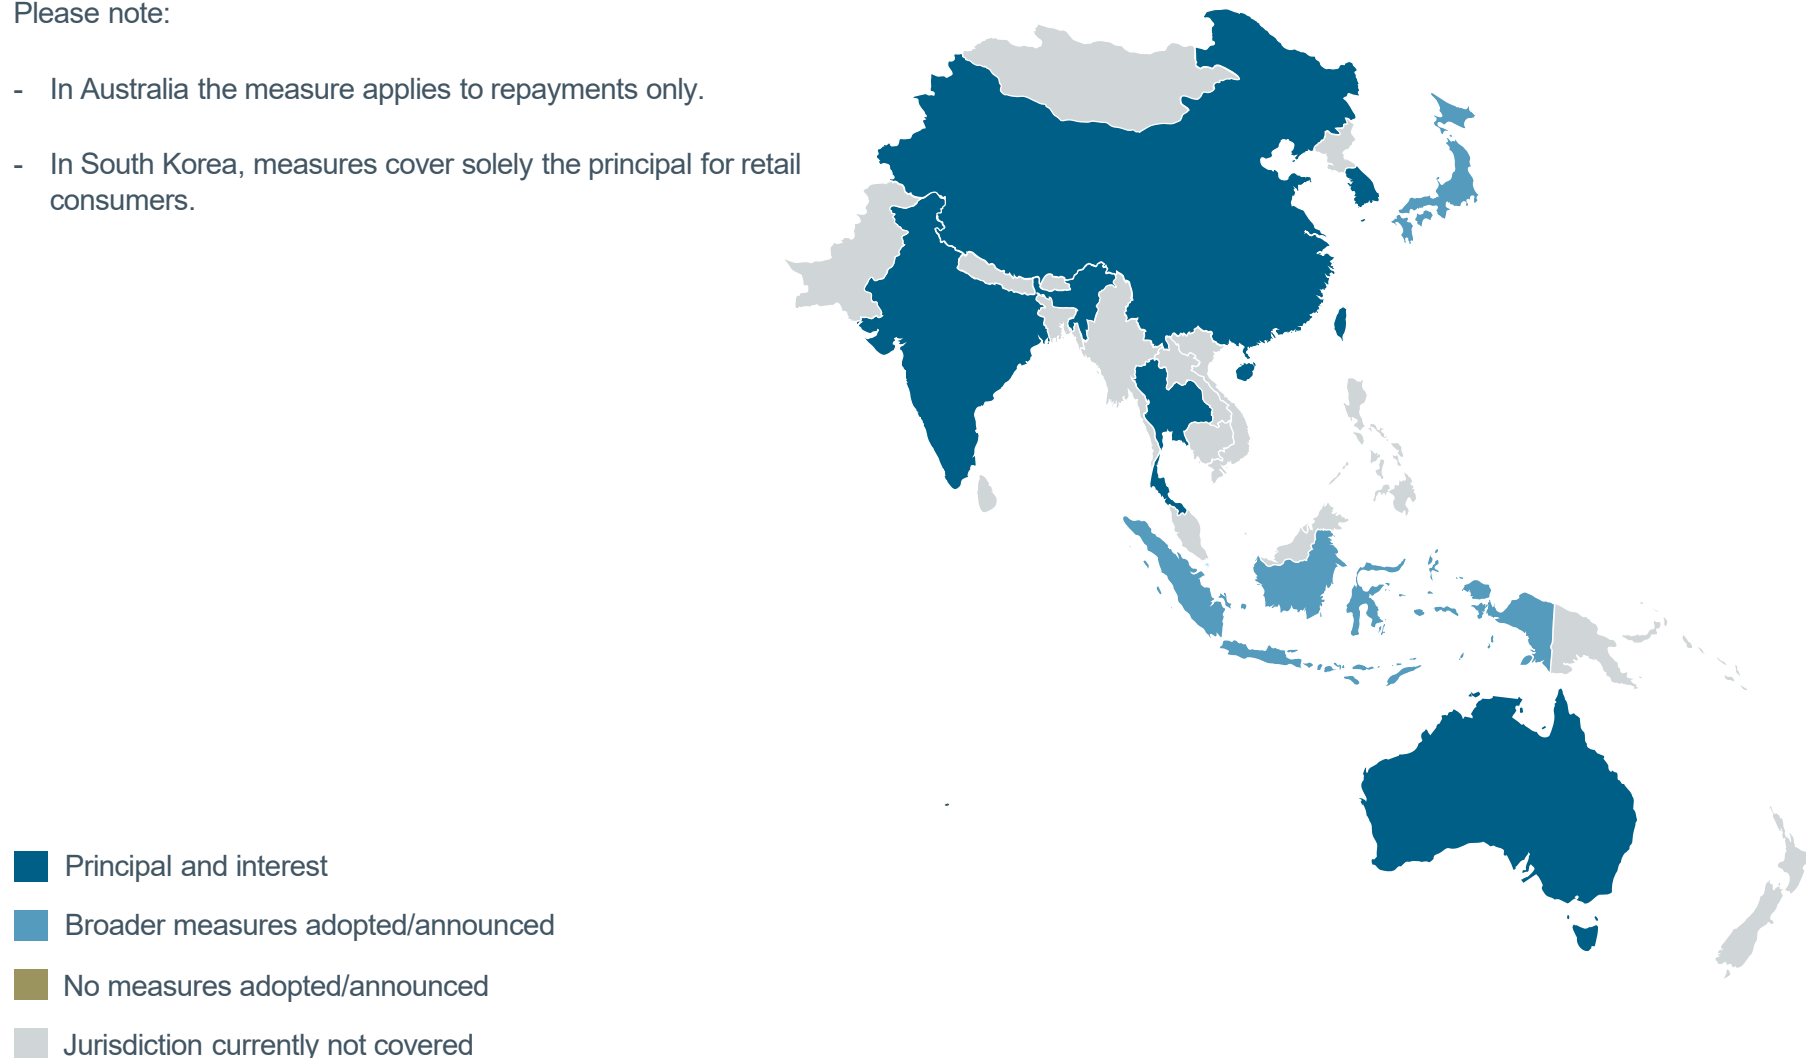 Please note:
- In Australia the measure applies to repayments only.
- In South Korea, measures cover solely the principal for retail
consumers.
Principal and interest
Broader measures adopted/announced
No measures adopted/announced
Jurisdiction currently not covered